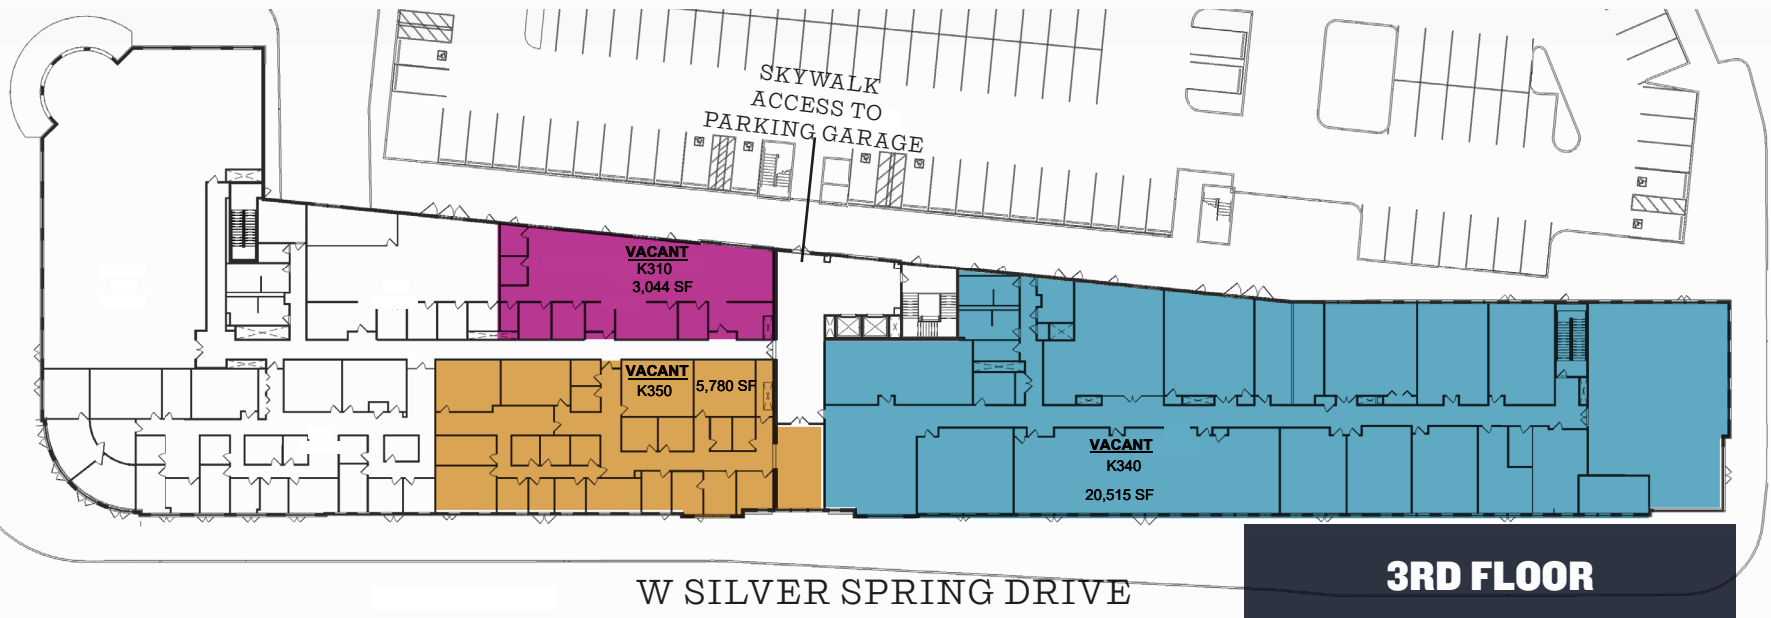 SKYWALK
ACCESS TO
PARKING GARAGE
VACANT
K310
3,044 SF
VACANT
K350
5,780 SF
VACANT
K340
20,515 SF
3RD FLOOR
W SILVER SPRING DRIVE